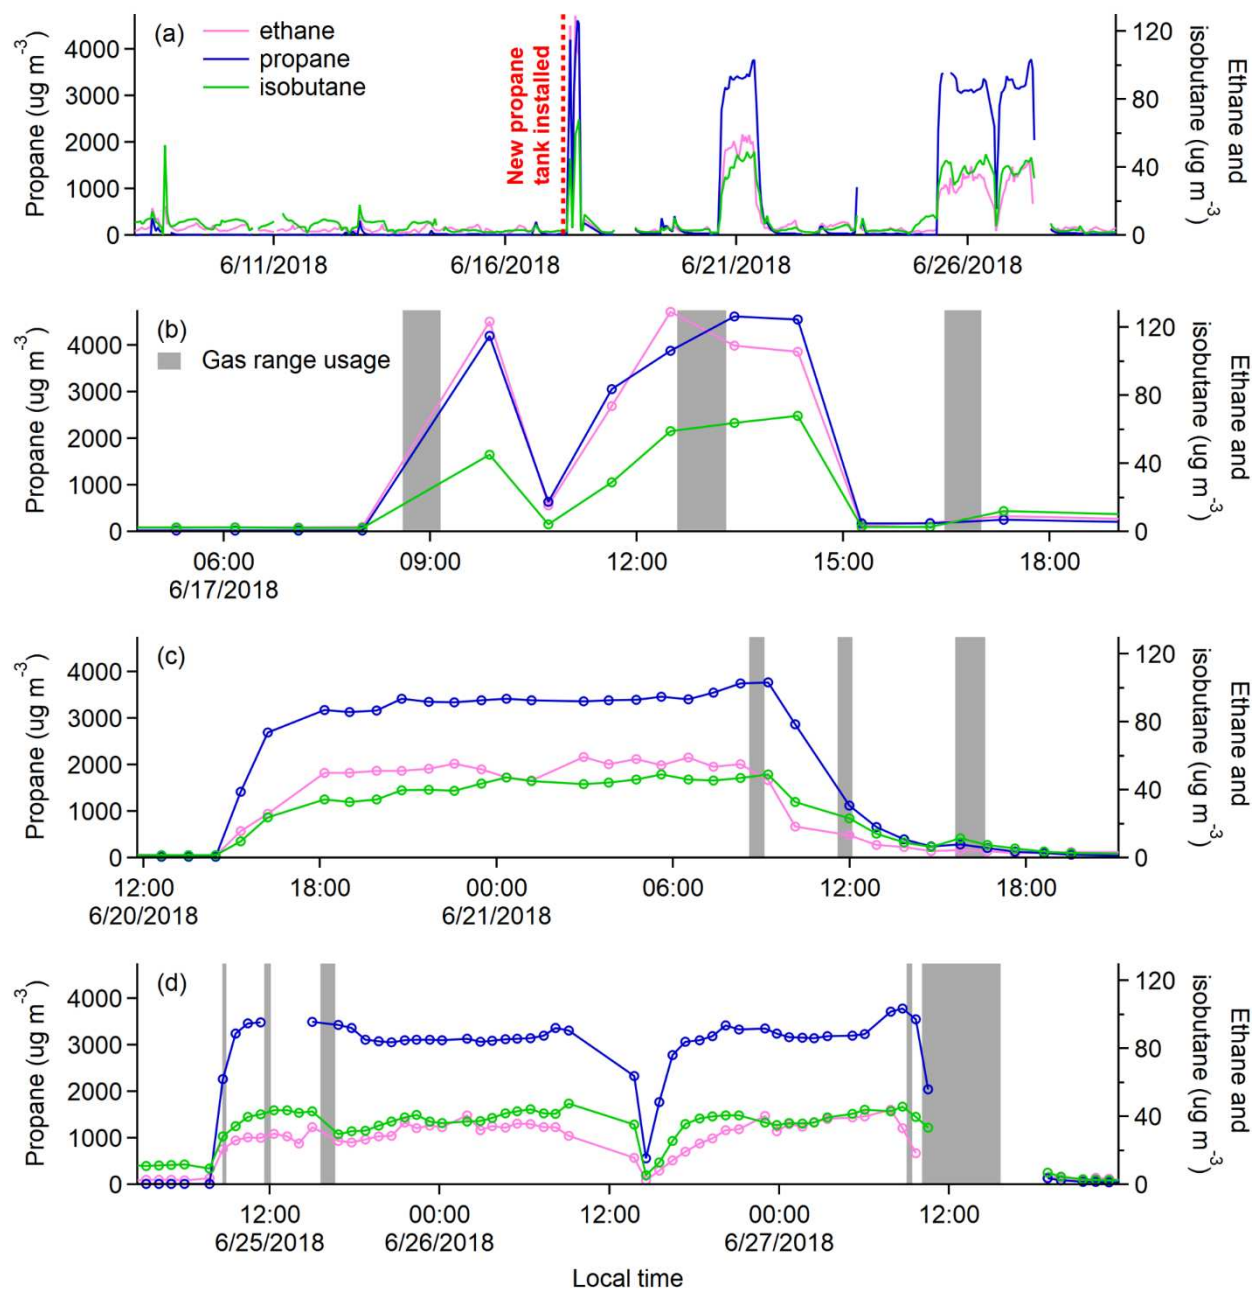 (a)
ethane
propane
isobutane
New propane
tank installed
Propane (ug m-3)
4000
3000
2000
1000
0
120
80
40
0
Ethane and
isobutane (ug m-3)
6/11/2018
6/16/2018
6/21/2018
6/26/2018
(b)
Gas range usage
Propane (ug m-3)
4000
3000
2000
1000
0
120
80
40
0
Ethane and
isobutane (ug m-3)
06:00
09:00
12:00
15:00
18:00
6/17/2018
(c)
Propane (ug m-3)
4000
3000
2000
1000
0
120
80
40
0
Ethane and
isobutane (ug m-3)
12:00
18:00
00:00
06:00
12:00
18:00
6/20/2018
6/21/2018
(d)
Propane (ug m-3)
4000
3000
2000
1000
0
120
80
40
0
Ethane and
isobutane (ug m-3)
12:00
00:00
12:00
00:00
12:00
6/25/2018
6/26/2018
6/27/2018
Local time